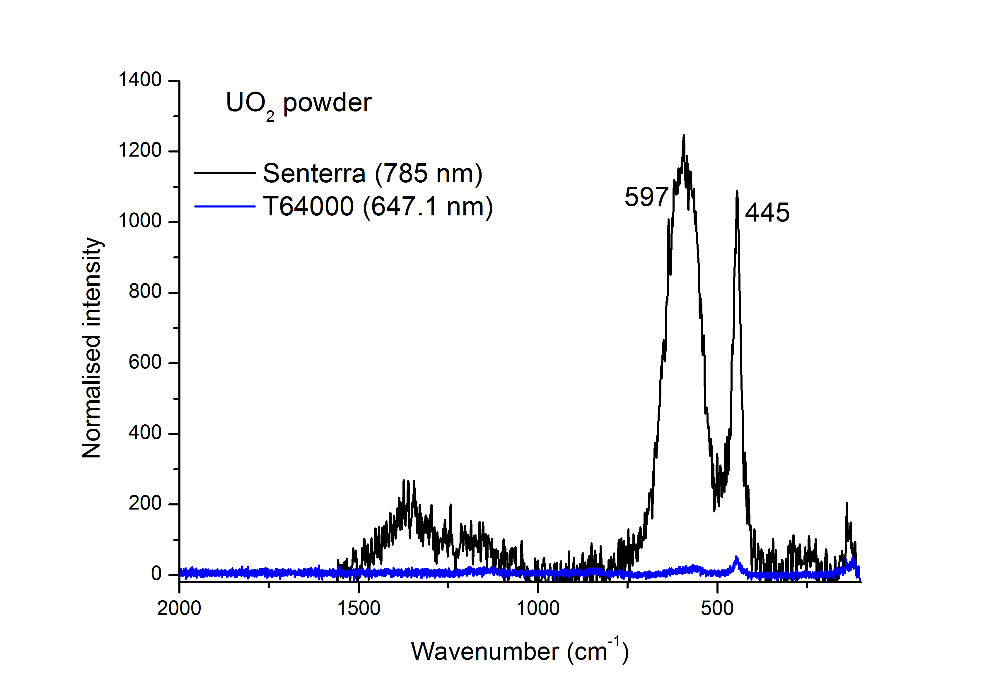 UO₂ powder
Senterra (785 nm)
T64000 (647.1 nm)
597
445
Normalised intensity
1400
1200
1000
800
600
400
200
0
2000 1500 1000 500
Wavenumber (cm⁻¹)